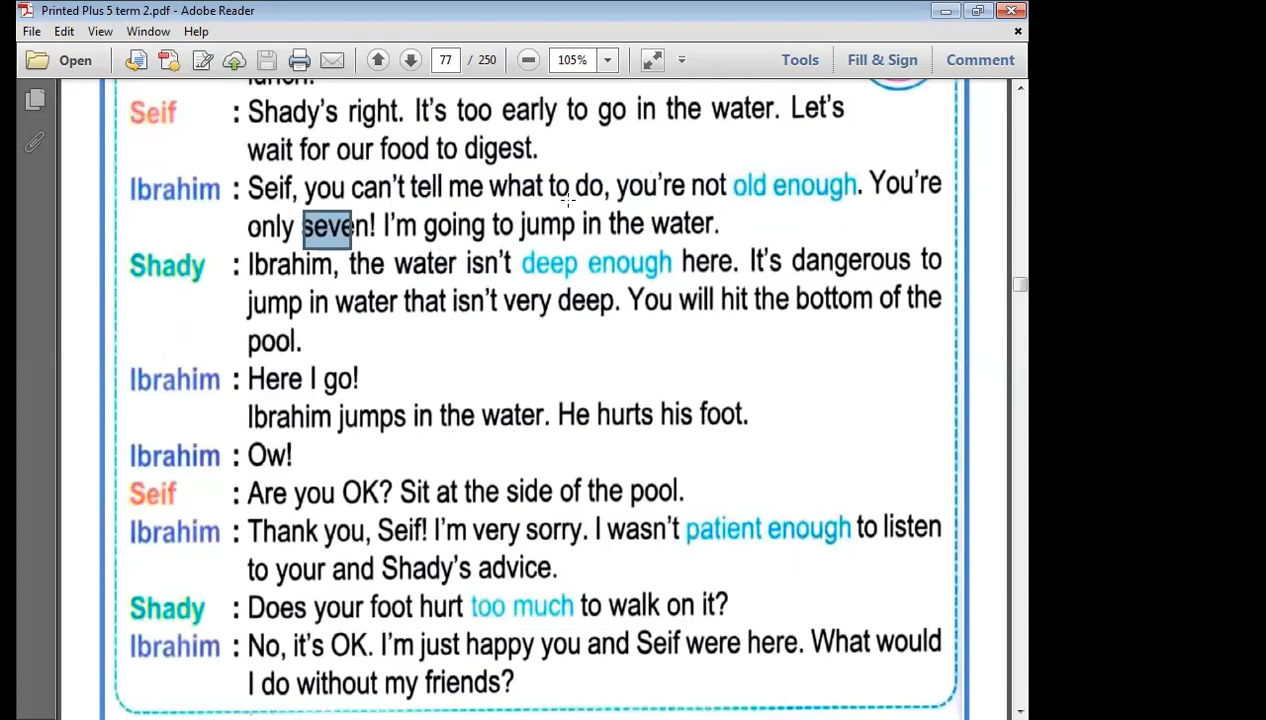 Printed Plus 5 term 2.pdf - Adobe Reader
File Edit View Window Help
Open 77 / 250 105% Tools Fill & Sign Comment
lunch!
Seif : Shady's right. It's too early to go in the water. Let's
wait for our food to digest.
Ibrahim : Seif, you can't tell me what to do, you're not old enough. You're
only seven! I'm going to jump in the water.
Shady : Ibrahim, the water isn't deep enough here. It's dangerous to
jump in water that isn't very deep. You will hit the bottom of the
pool.
Ibrahim : Here I go!
Ibrahim jumps in the water. He hurts his foot.
Ibrahim : Ow!
Seif : Are you OK? Sit at the side of the pool.
Ibrahim : Thank you, Seif! I'm very sorry. I wasn't patient enough to listen
to your and Shady's advice.
Shady : Does your foot hurt too much to walk on it?
Ibrahim : No, it's OK. I'm just happy you and Seif were here. What would
I do without my friends?